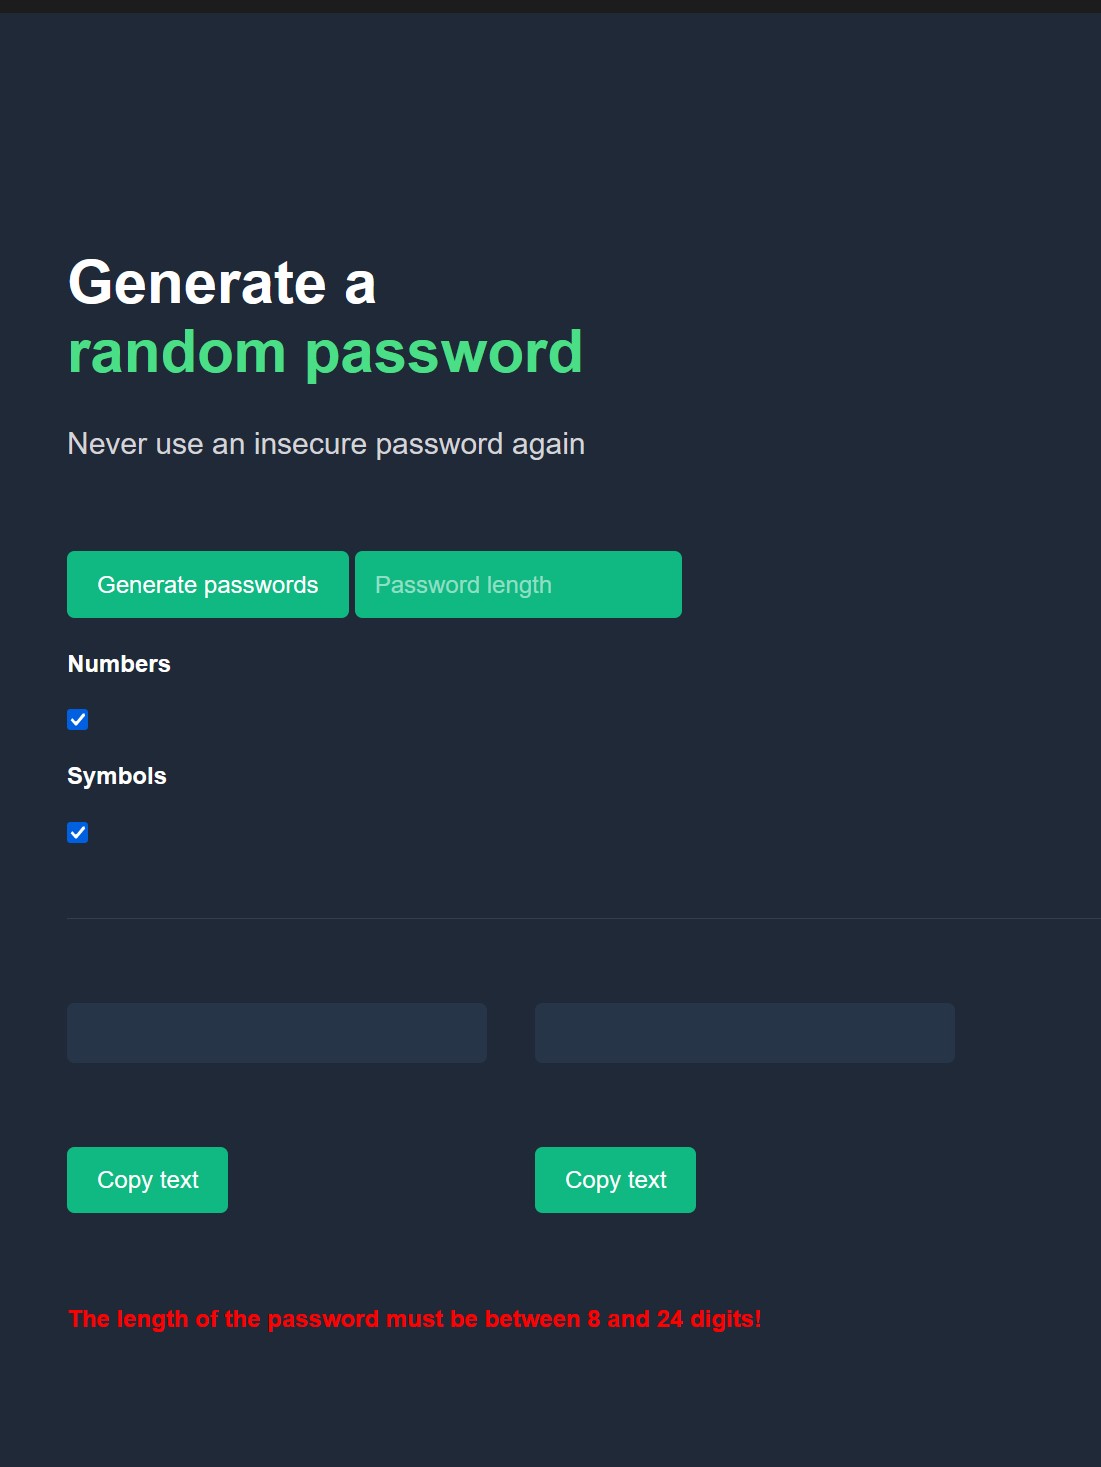 Generate a
random password
Never use an insecure password again
Generate passwords
Password length
Numbers
Symbols
Copy text
Copy text
The length of the password must be between 8 and 24 digits!